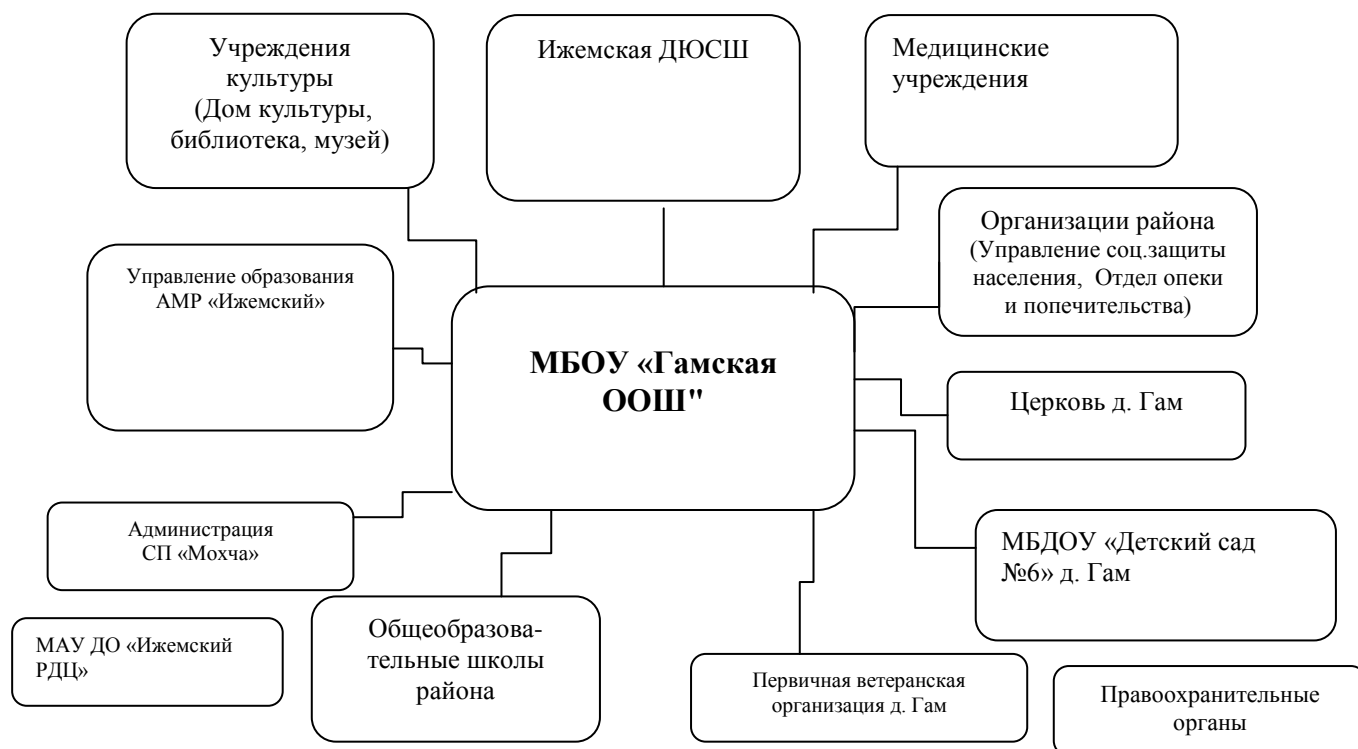 Учреждения
культуры
(Дом культуры,
библиотека, музей)
Ижемская ДЮСШ
Медицинские
учреждения
Организации района
(Управление соц.защиты
населения, Отдел опеки
и попечительства)
Управление образования
АМР «Ижемский»
МБОУ «Гамская
ООШ"
Церковь д. Гам
Администрация
СП «Мохча»
МБДОУ «Детский сад
№6» д. Гам
МАУ ДО «Ижемский
РДЦ»
Общеобразова-
тельные школы
района
Первичная ветеранская
организация д. Гам
Правоохранительные
органы